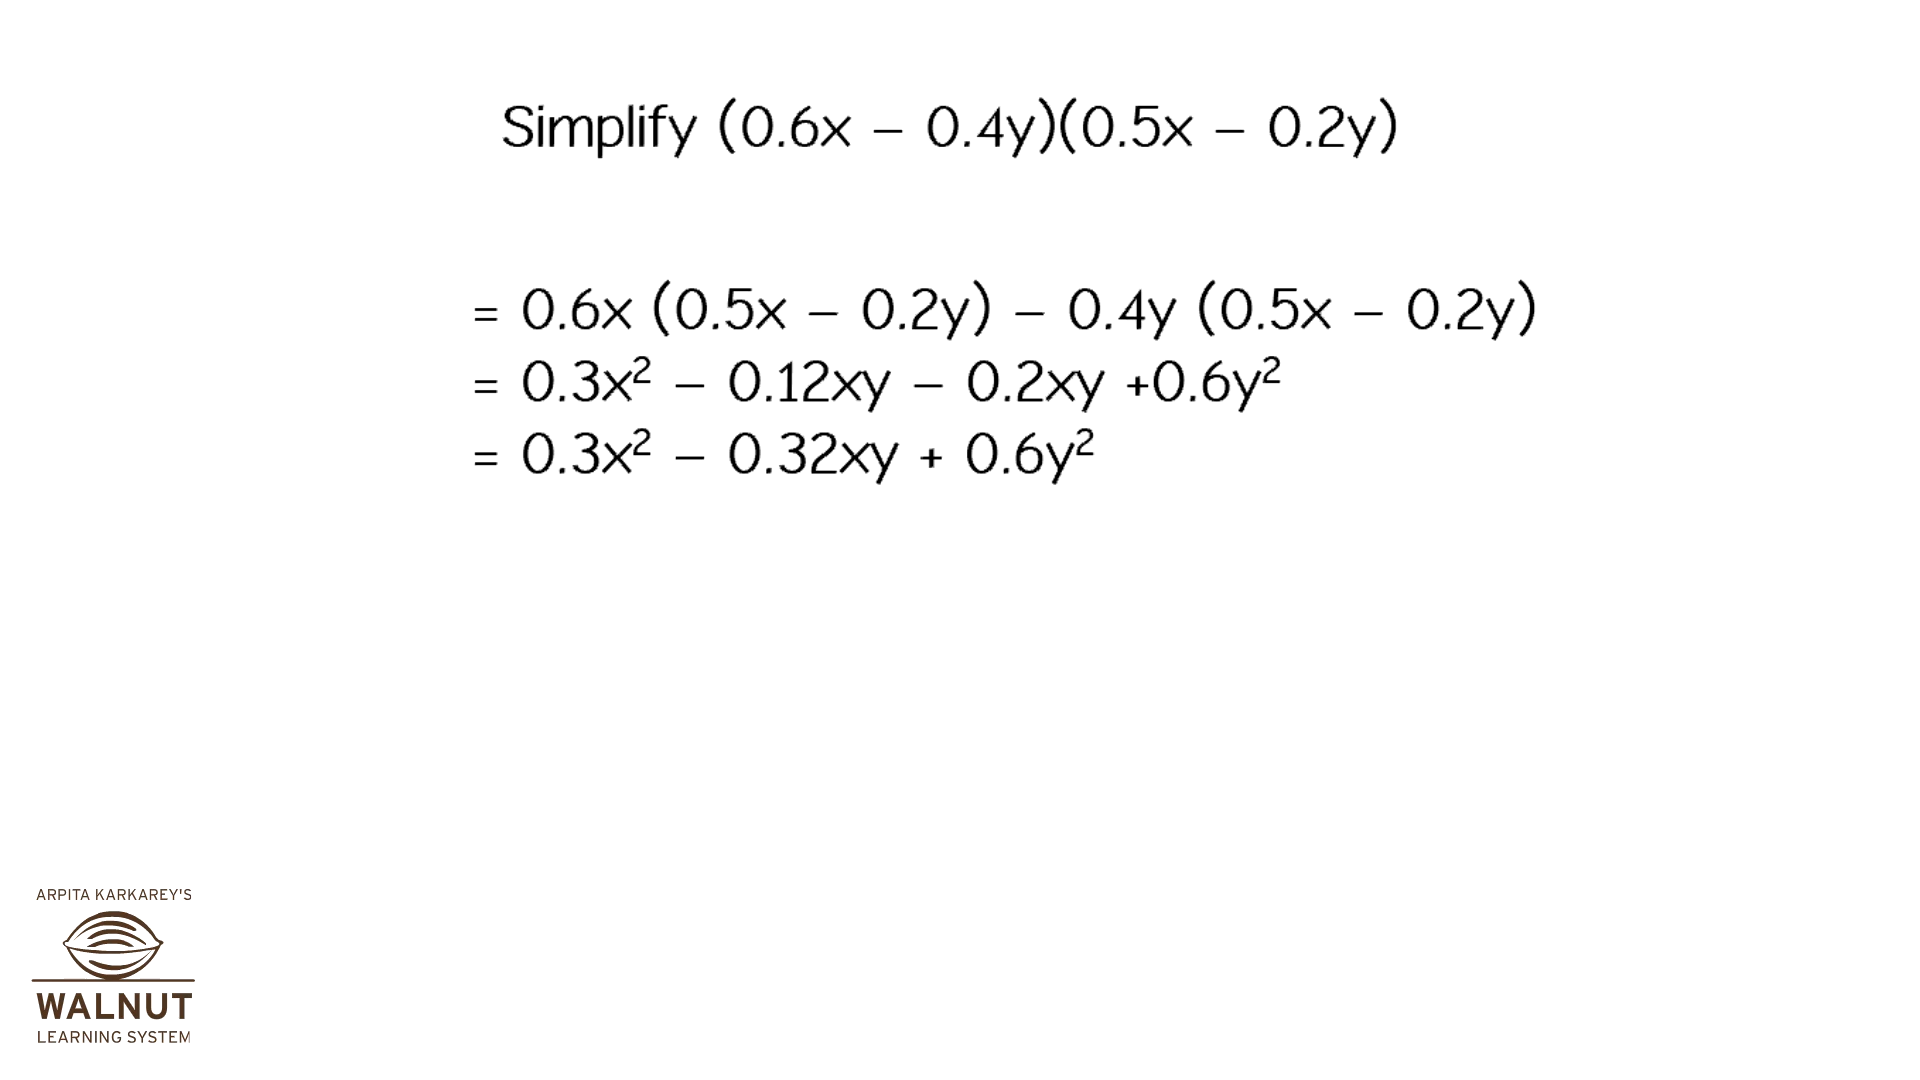 Simplify (0.6x – 0.4y)(0.5x – 0.2y)
= 0.6x (0.5x – 0.2y) – 0.4y (0.5x – 0.2y)
= 0.3x² – 0.12xy – 0.2xy +0.6y²
= 0.3x² – 0.32xy + 0.6y²
ARPITA KARKAREY'S
WALNUT
LEARNING SYSTEM